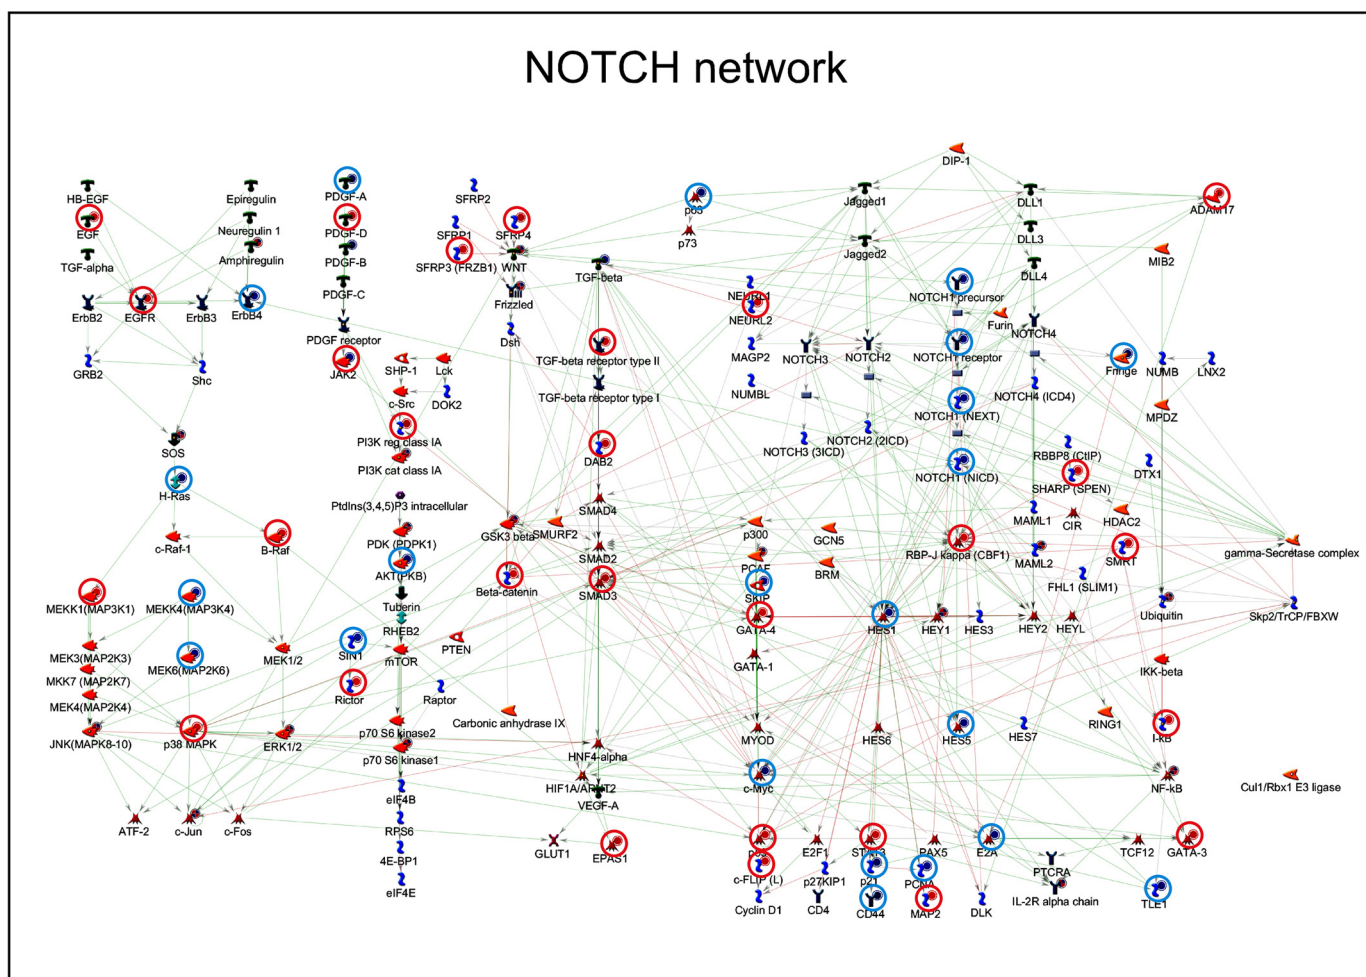 NOTCH network
DIP-1
HB-EGF
Epiregulin
PDGF-A
SFRP2
p63
Jagged1
DLL1
ADAM17
EGF
Neuregulin 1
PDGF-D
SFRP1
SFRP4
p73
DLL3
TGF-alpha
Amphiregulin
PDGF-B
SFRP3 (FRZB1)
WNT
TGF-beta
Jagged2
DLL4
MIB2
PDGF-C
Frizzled
NEURL1
NOTCH1 precursor
ErbB2
EGFR
ErbB3
ErbB4
PDGF receptor
Dsh
NEURL2
Furin
NOTCH4
GRB2
Shc
JAK2
SHP-1
Lck
TGF-beta receptor type II
MAGP2
NOTCH3
NOTCH2
NOTCH1 receptor
Fringe
NUMB
LNX2
c-Src
DOK2
TGF-beta receptor type I
NUMBL
NOTCH4 (ICD4)
MPDZ
SOS
PI3K reg class IA
PI3K cat class IA
DAB2
NOTCH3 (3ICD)
NOTCH2 (2ICD)
NOTCH1 (NEXT)
RBBP8 (CtIP)
DTX1
H-Ras
PtdIns(3,4,5)P3 intracellular
SMAD4
NOTCH1 (NICD)
SHARP (SPEN)
MAML1
CIR
HDAC2
c-Raf-1
B-Raf
PDK (PDPK1)
GSK3 beta
SMURF2
SMAD2
p300
GCN5
RBP-J kappa (CBF1)
MAML2
SMRT
gamma-Secretase complex
AKT(PKB)
PCAF
BRM
FHL1 (SLIM1)
MEKK1(MAP3K1)
MEKK4(MAP3K4)
Tuberin
Beta-catenin
SMAD3
SKIP
Ubiquitin
Skp2/TrCP/FBXW
RHEB2
GATA-4
HES1
HEY1
HES3
HEY2
HEYL
MEK3(MAP2K3)
MEK6(MAP2K6)
MEK1/2
SIN1
mTOR
PTEN
GATA-1
IKK-beta
MKK7 (MAP2K7)
MEK4(MAP2K4)
Rictor
Raptor
Carbonic anhydrase IX
RING1
JNK(MAPK8-10)
p38 MAPK
ERK1/2
p70 S6 kinase2
p70 S6 kinase1
HNF4-alpha
MYOD
HES6
HES5
HES7
I-kB
HIF1A/ARNT2
c-Myc
NF-kB
Cul1/Rbx1 E3 ligase
eIF4B
VEGF-A
ATF-2
c-Jun
c-Fos
RPS6
GLUT1
EPAS1
E2F1
STAT3
PAX5
E2A
TCF12
GATA-3
4E-BP1
c-FLIP (L)
p27KIP1
p21
PCNA
PTCRA
eIF4E
Cyclin D1
CD4
CD44
MAP2
DLK
IL-2R alpha chain
TLE1